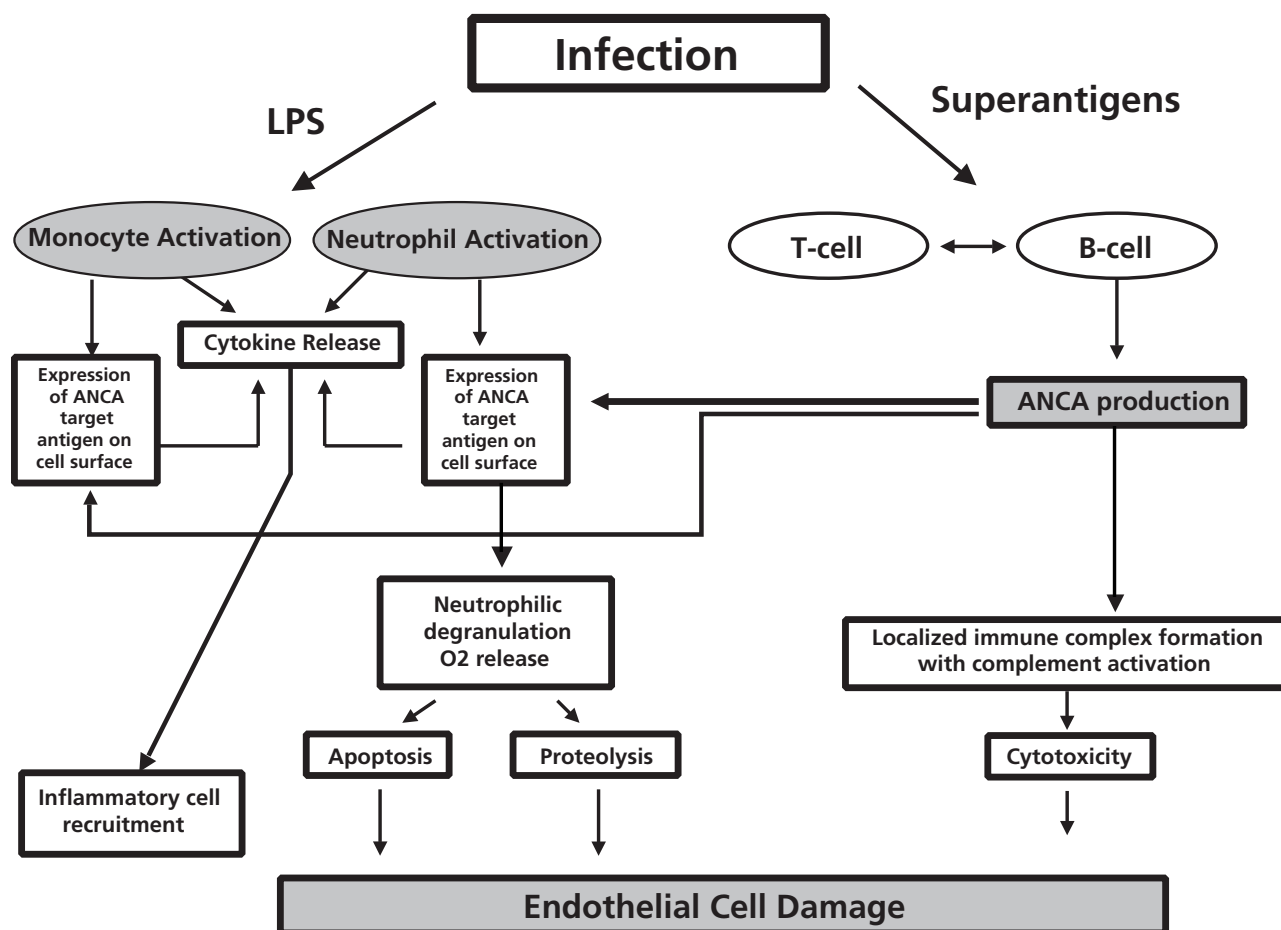 Infection
LPS
Superantigens
Monocyte Activation
Neutrophil Activation
T-cell
B-cell
Cytokine Release
Expression
of ANCA
target
antigen on
cell surface
Expression
of ANCA
target
antigen on
cell surface
ANCA production
Neutrophilic
degranulation
O2 release
Localized immune complex formation
with complement activation
Apoptosis
Proteolysis
Cytotoxicity
Inflammatory cell
recruitment
Endothelial Cell Damage